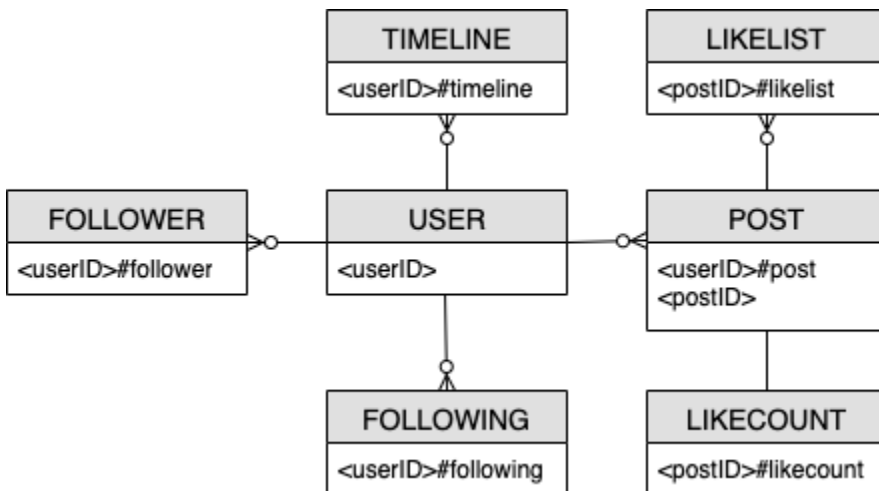 TIMELINE
<userID>#timeline
LIKELIST
<postID>#likelist
FOLLOWER
<userID>#follower
USER
<userID>
POST
<userID>#post
<postID>
FOLLOWING
<userID>#following
LIKECOUNT
<postID>#likecount